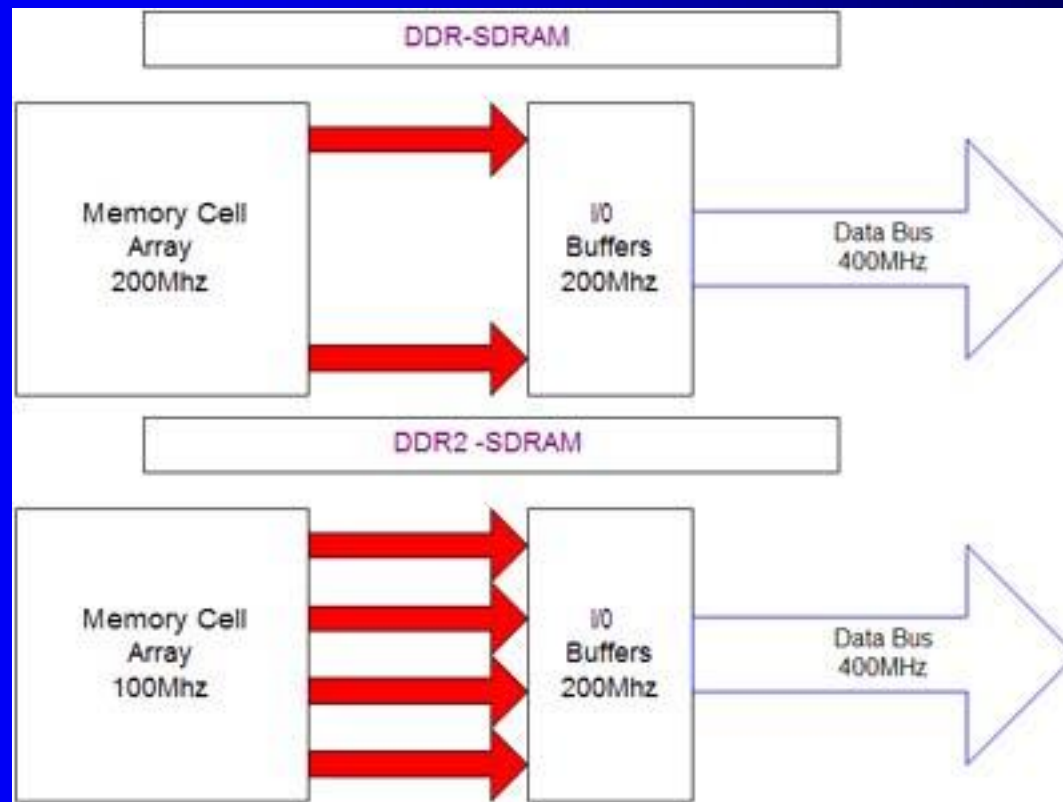 DDR-SDRAM
Memory Cell
Array
200Mhz
I/0
Buffers
200Mhz
Data Bus
400MHz
DDR2 -SDRAM
Memory Cell
Array
100Mhz
I/0
Buffers
200Mhz
Data Bus
400MHz